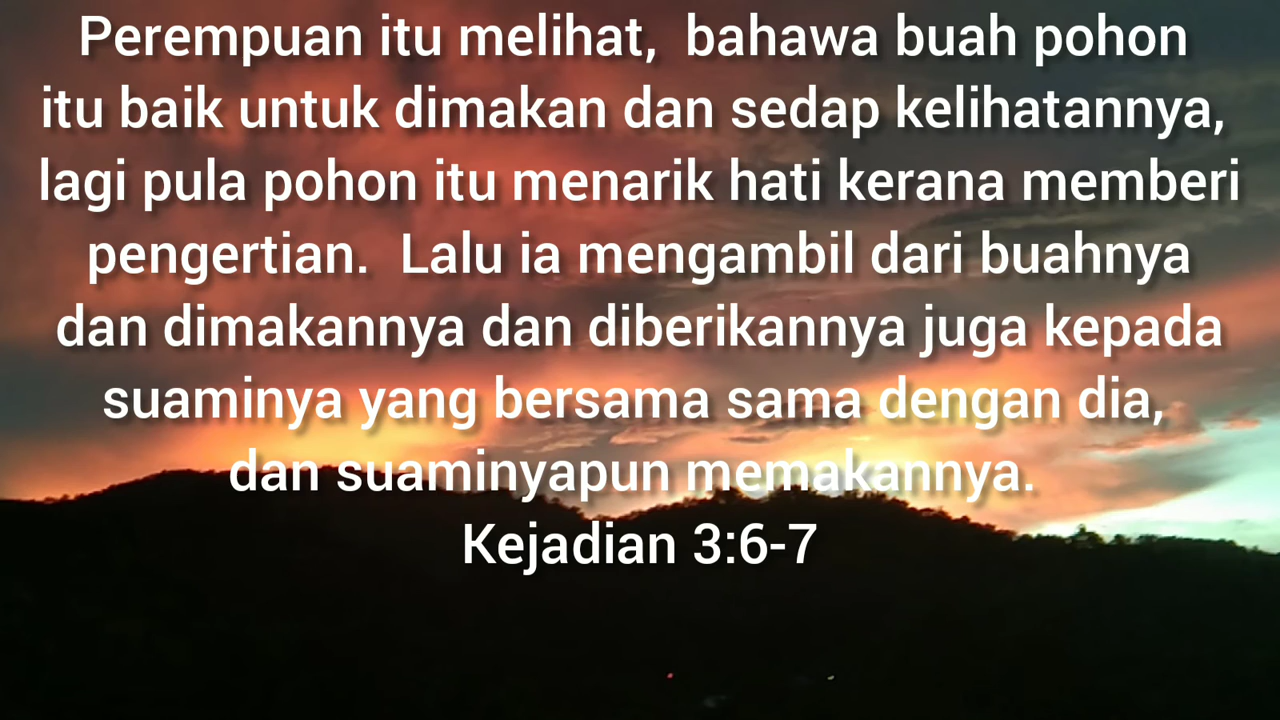 Perempuan itu melihat,  bahawa buah pohon
itu baik untuk dimakan dan sedap kelihatannya,
lagi pula pohon itu menarik hati kerana memberi
pengertian.  Lalu ia mengambil dari buahnya
dan dimakannya dan diberikannya juga kepada
suaminya yang bersama sama dengan dia,
dan suaminyapun memakannya.
Kejadian 3:6-7